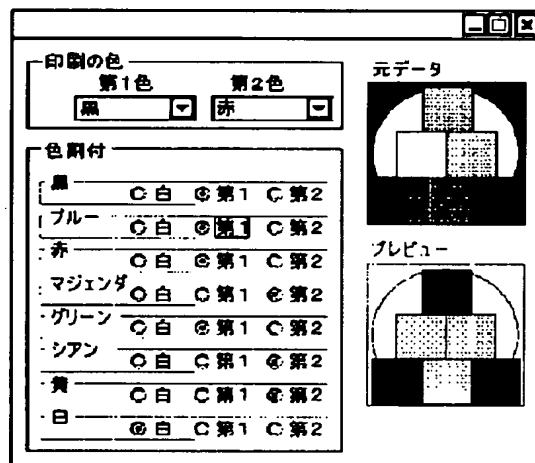 印刷の色
第1色 第2色
黒 赤
色割付
黒 白 第1 第2
ブルー 白 第1 第2
赤 白 第1 第2
マジェンダ 白 第1 第2
グリーン 白 第1 第2
シアン 白 第1 第2
黄 白 第1 第2
白 白 第1 第2
元データ
プレビュー